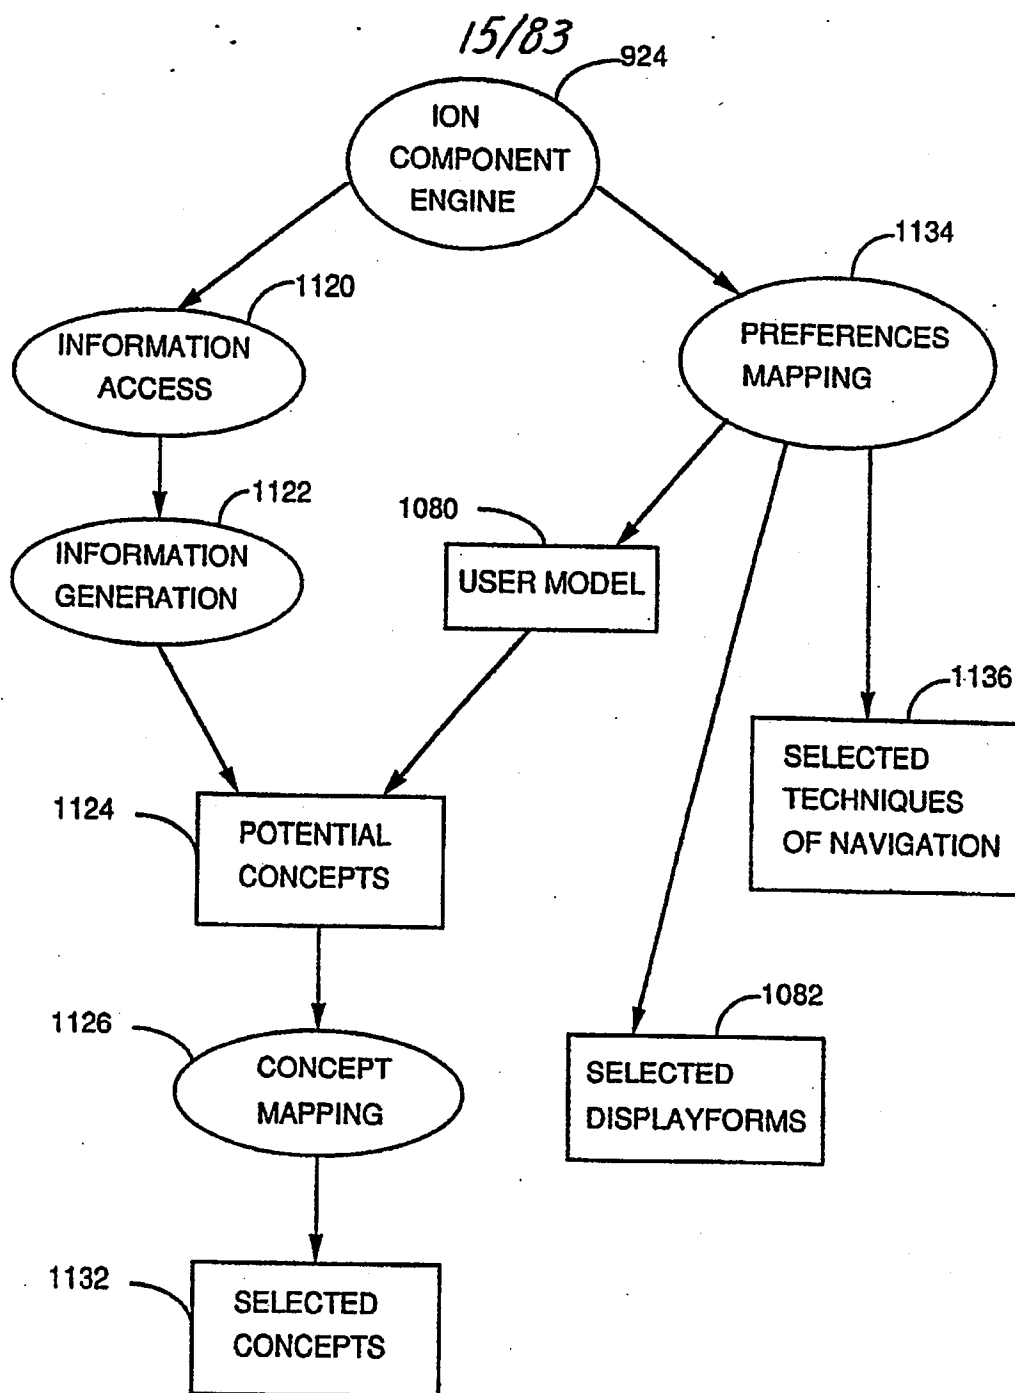 15/83
924
ION
COMPONENT
ENGINE
1134
1120
PREFERENCES
MAPPING
INFORMATION
ACCESS
1122
1080
INFORMATION
GENERATION
USER MODEL
1136
SELECTED
TECHNIQUES
OF NAVIGATION
1124
POTENTIAL
CONCEPTS
1082
1126
CONCEPT
MAPPING
SELECTED
DISPLAYFORMS
1132
SELECTED
CONCEPTS